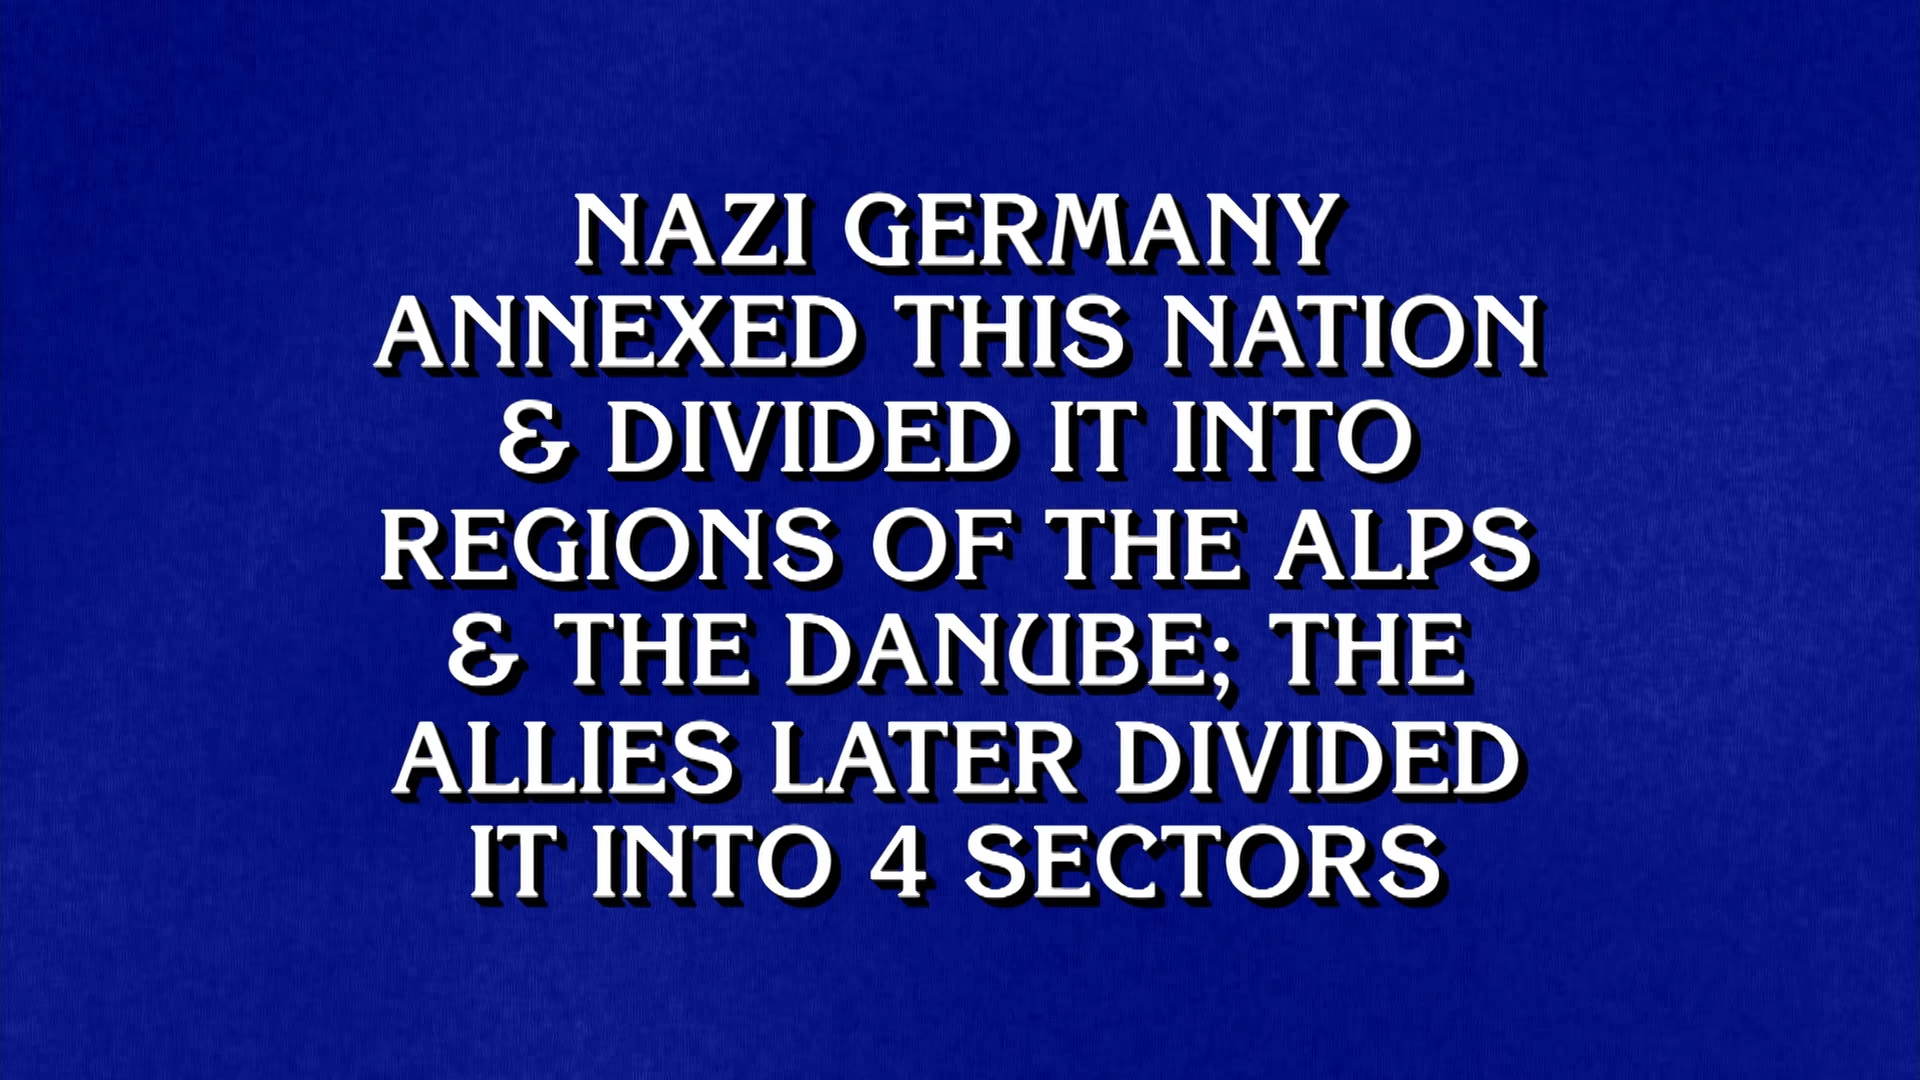 NAZI GERMANY
ANNEXED THIS NATION
& DIVIDED IT INTO
REGIONS OF THE ALPS
& THE DANUBE; THE
ALLIES LATER DIVIDED
IT INTO 4 SECTORS